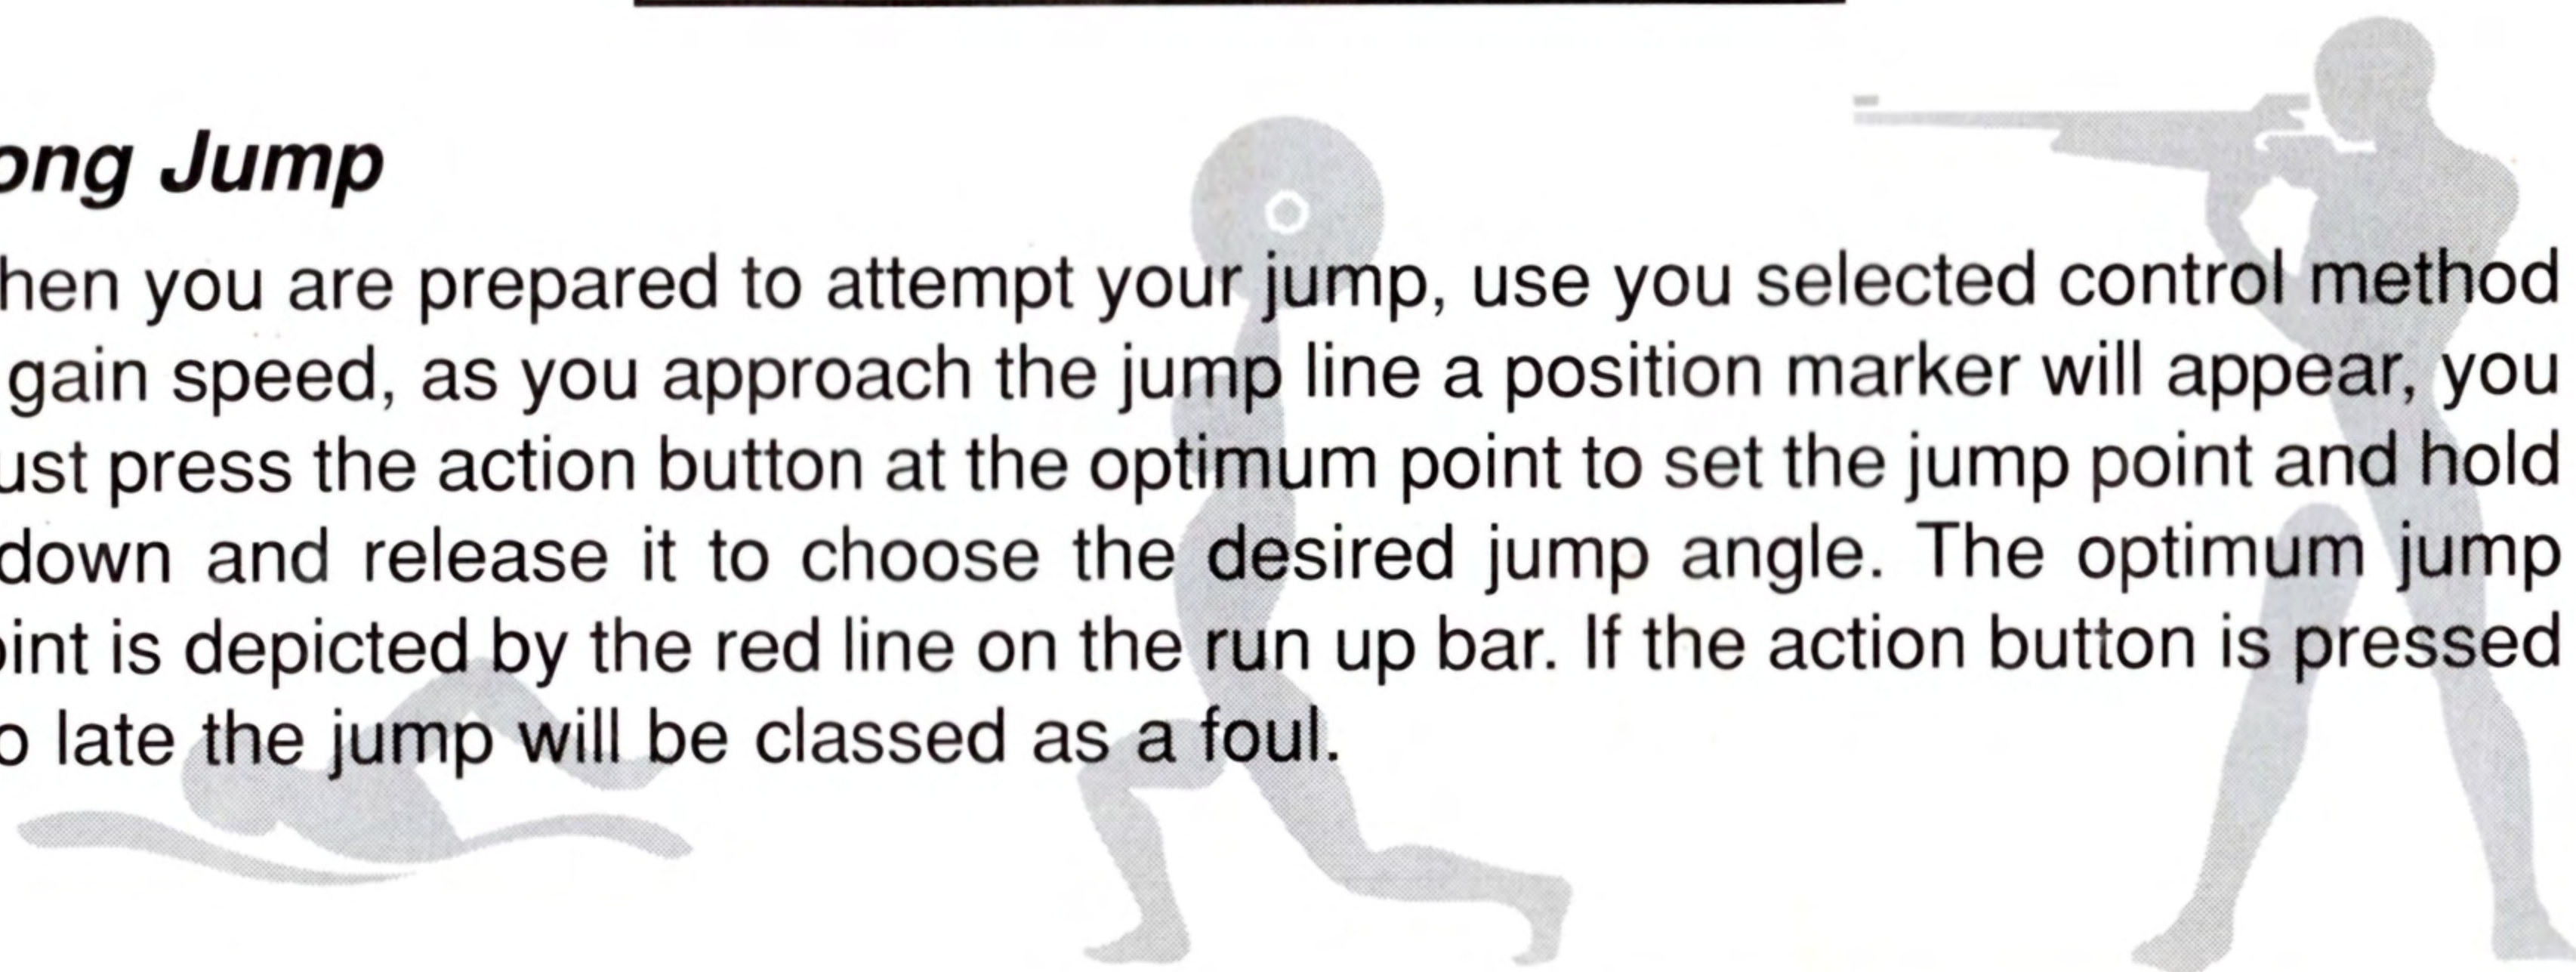 ong Jump
hen you are prepared to attempt your jump, use you selected control method
gain speed, as you approach the jump line a position marker will appear, you
ust press the action button at the optimum point to set the jump point and hold
down and release it to choose the desired jump angle. The optimum jump
oint is depicted by the red line on the run up bar. If the action button is pressed
o late the jump will be classed as a foul.